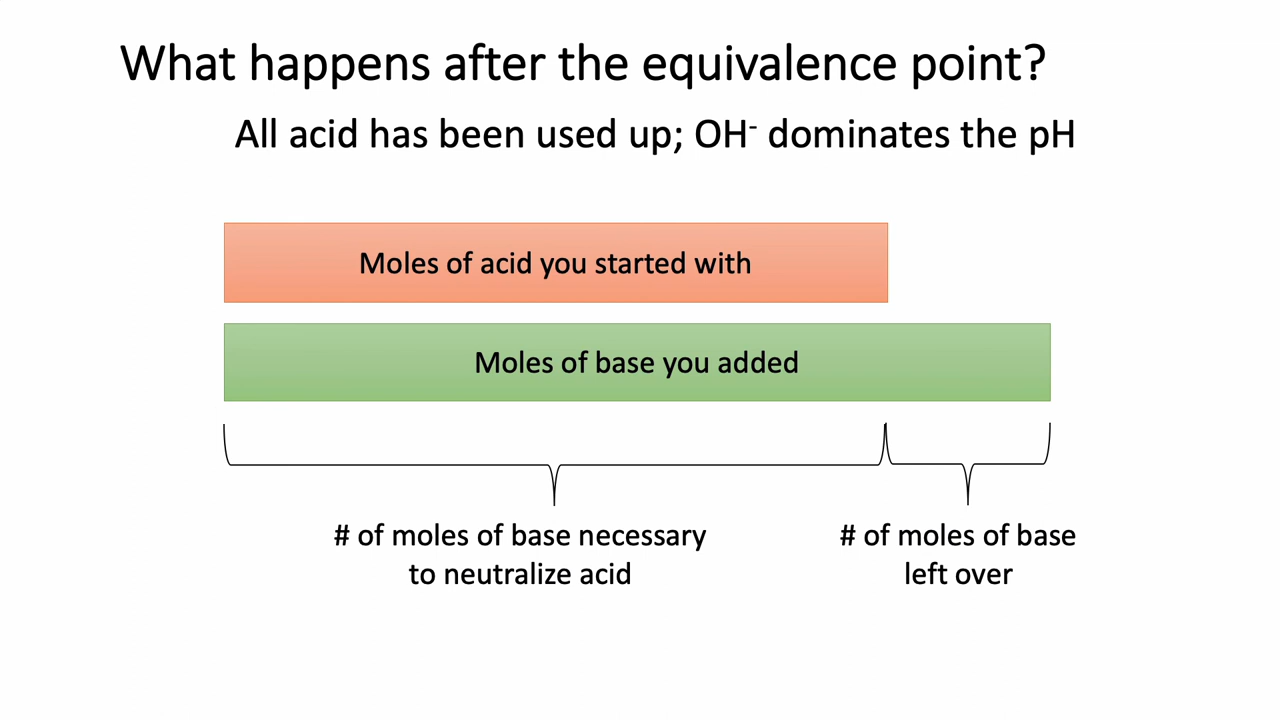 What happens after the equivalence point?
All acid has been used up; OH⁻ dominates the pH
Moles of acid you started with
Moles of base you added
# of moles of base necessary
to neutralize acid
# of moles of base
left over